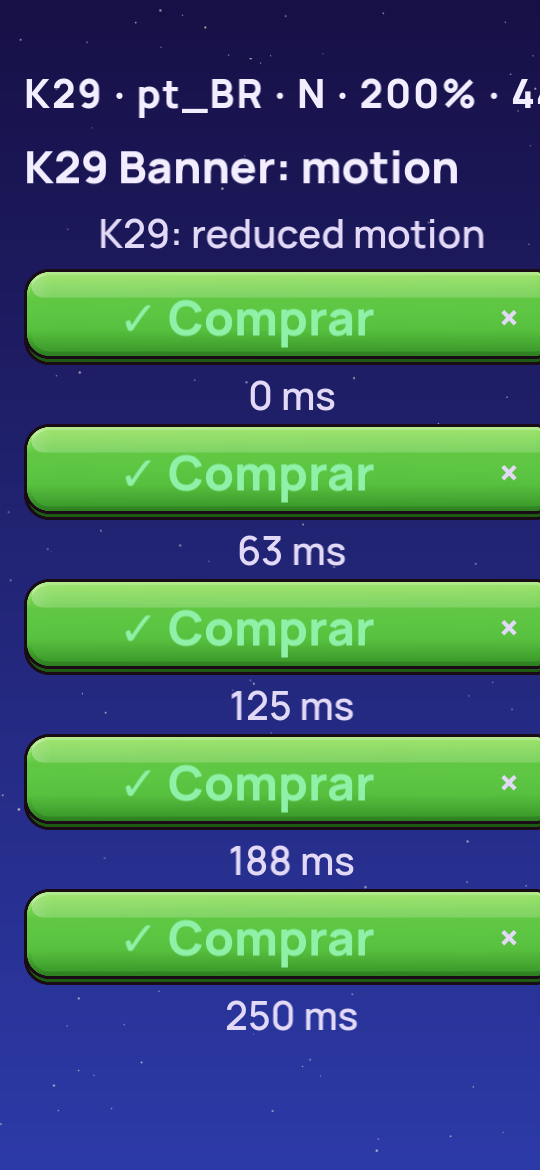 K29 · pt_BR · N · 200% · 44
K29 Banner: motion
K29: reduced motion
✓ Comprar ×
0 ms
✓ Comprar ×
63 ms
✓ Comprar ×
125 ms
✓ Comprar ×
188 ms
✓ Comprar ×
250 ms